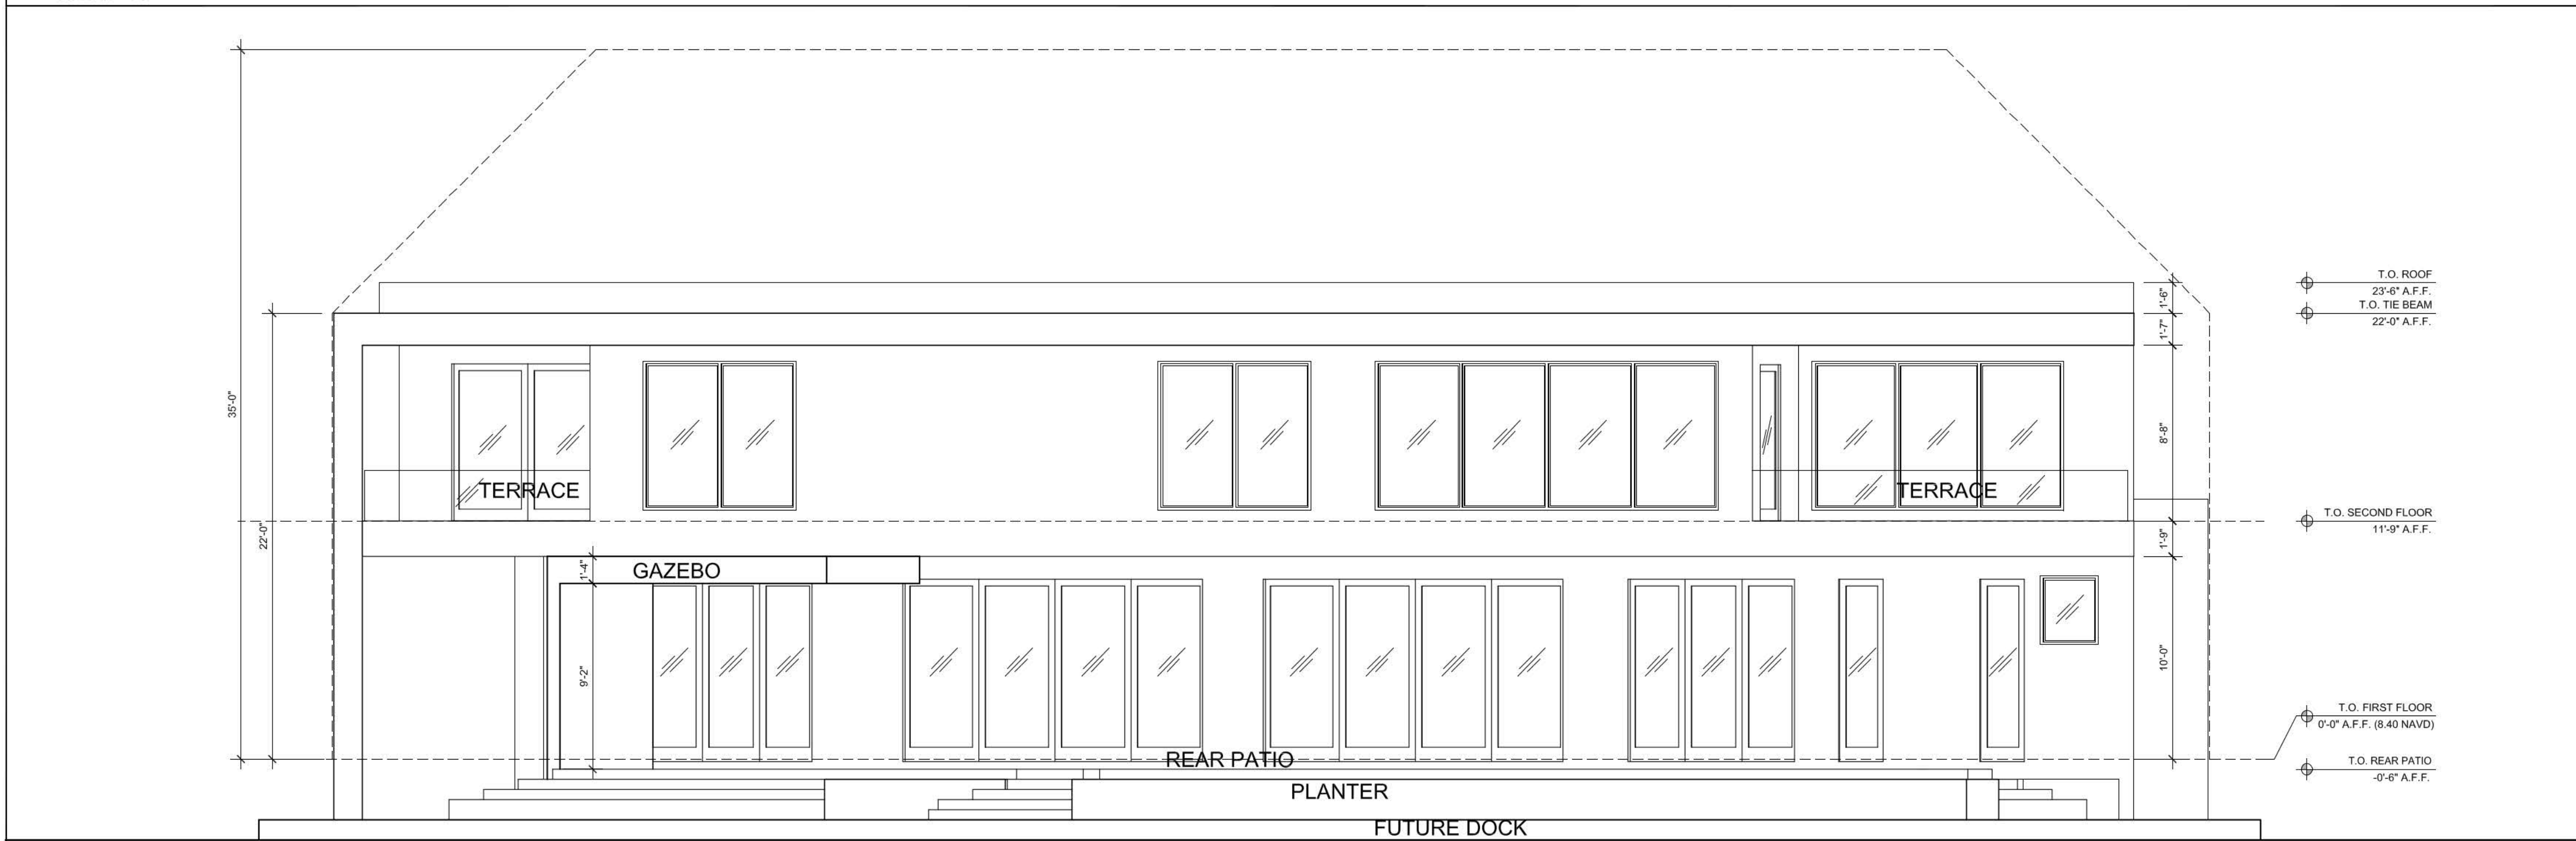 T.O. ROOF
23'-6" A.F.F.
1'-6"
T.O. TIE BEAM
22'-0" A.F.F.
1'-7"
35'-0"
8'-8"
TERRACE
TERRACE
T.O. SECOND FLOOR
11'-9" A.F.F.
22'-0"
1'-9"
1'-4"
GAZEBO
9'-2"
10'-0"
T.O. FIRST FLOOR
0'-0" A.F.F. (8.40 NAVD)
REAR PATIO
T.O. REAR PATIO
-0'-6" A.F.F.
PLANTER
FUTURE DOCK